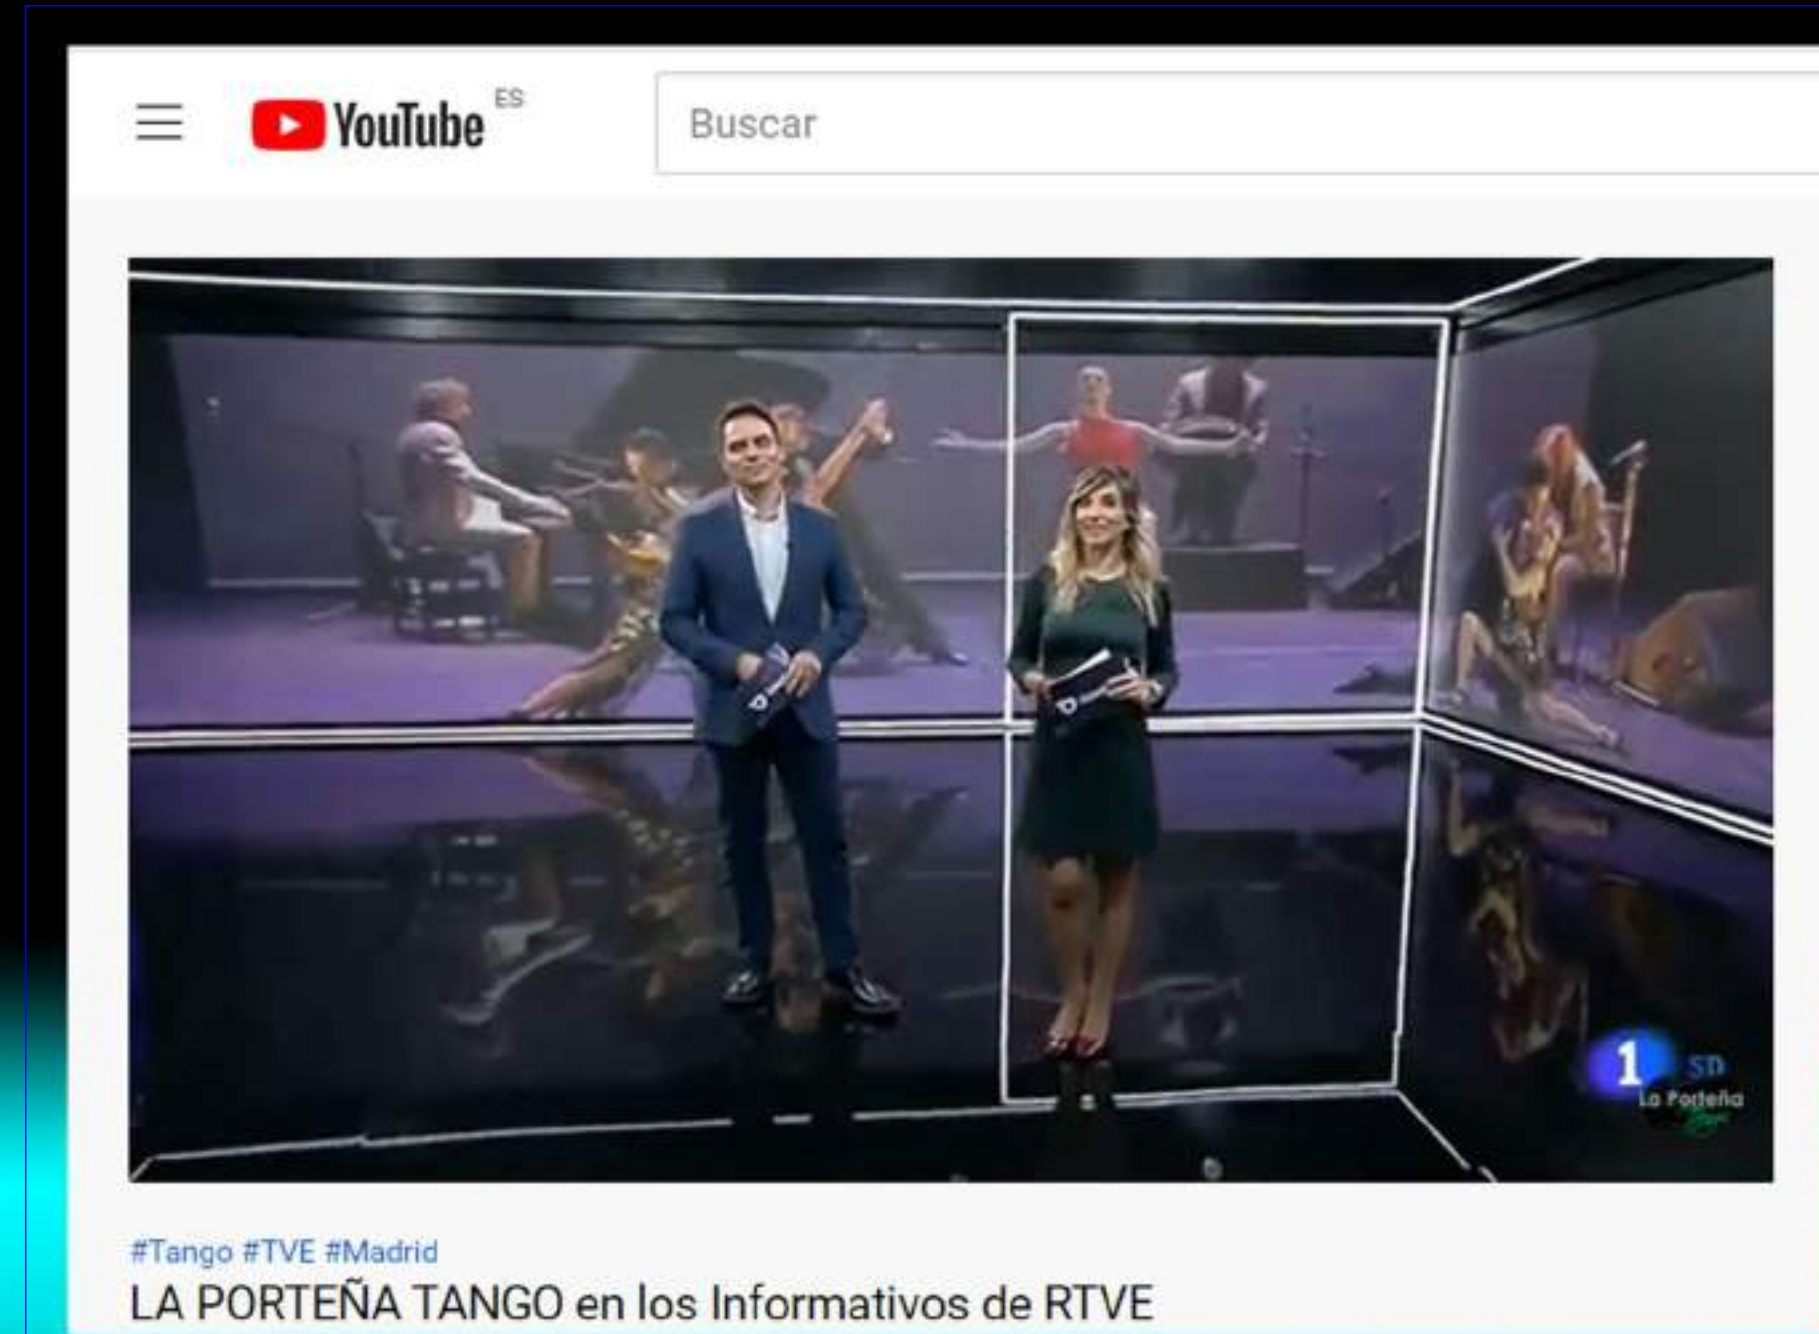 YouTube ES
Buscar
1 SD
La Porteña
#Tango #TVE #Madrid
LA PORTEÑA TANGO en los Informativos de RTVE